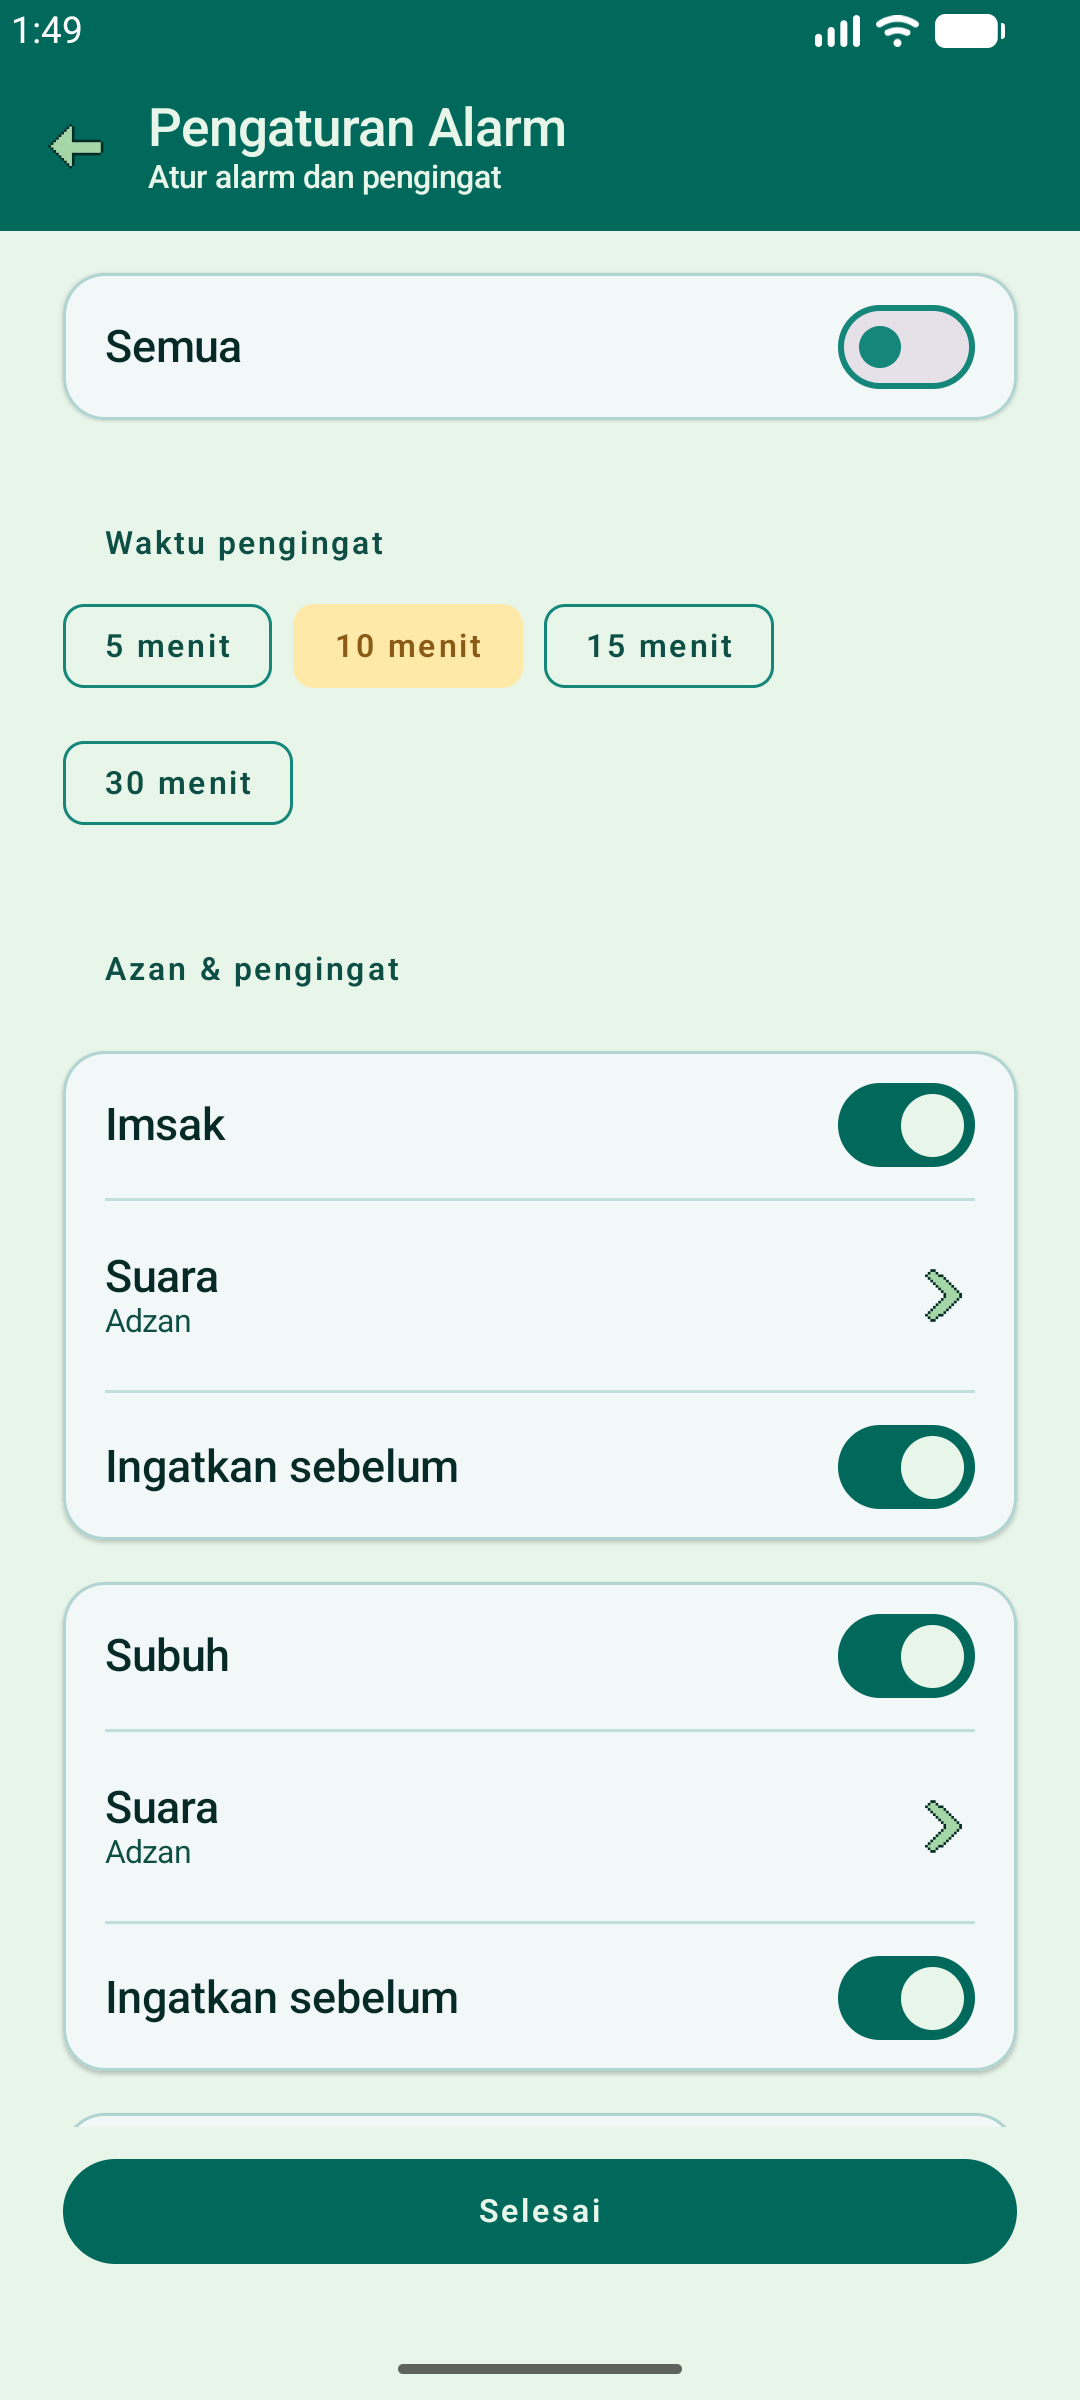 1:49
Pengaturan Alarm
Atur alarm dan pengingat
Semua
Waktu pengingat
5 menit
10 menit
15 menit
30 menit
Azan & pengingat
Imsak
Suara
Adzan
Ingatkan sebelum
Subuh
Suara
Adzan
Ingatkan sebelum
Selesai